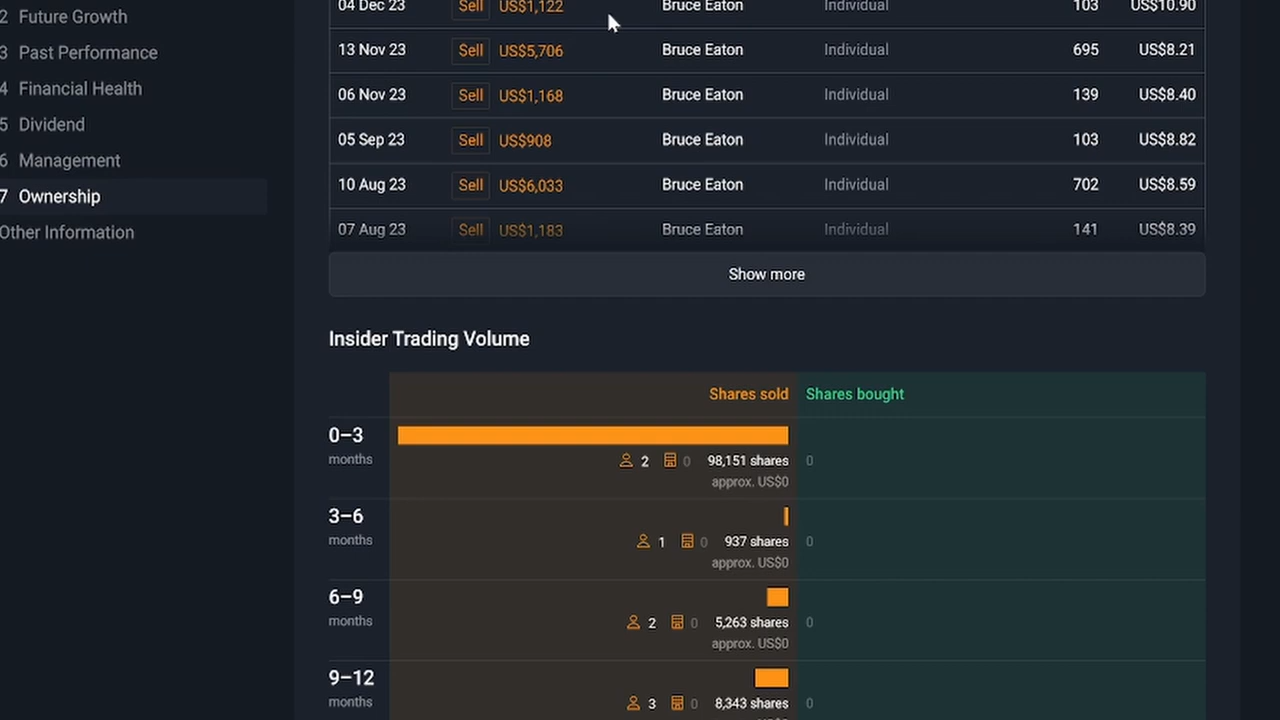 2 Future Growth
3 Past Performance
4 Financial Health
5 Dividend
6 Management
7 Ownership
Other Information
04 Dec 23 Sell US$1,122 Bruce Eaton Individual 103 US$10.90
13 Nov 23 Sell US$5,706 Bruce Eaton Individual 695 US$8.21
06 Nov 23 Sell US$1,168 Bruce Eaton Individual 139 US$8.40
05 Sep 23 Sell US$908 Bruce Eaton Individual 103 US$8.82
10 Aug 23 Sell US$6,033 Bruce Eaton Individual 702 US$8.59
07 Aug 23 Sell US$1,183 Bruce Eaton Individual 141 US$8.39
Show more
Insider Trading Volume
Shares sold Shares bought
0–3
months
2 0 98,151 shares 0
approx. US$0
3–6
months
1 0 937 shares 0
approx. US$0
6–9
months
2 0 5,263 shares 0
approx. US$0
9–12
months
3 0 8,343 shares 0